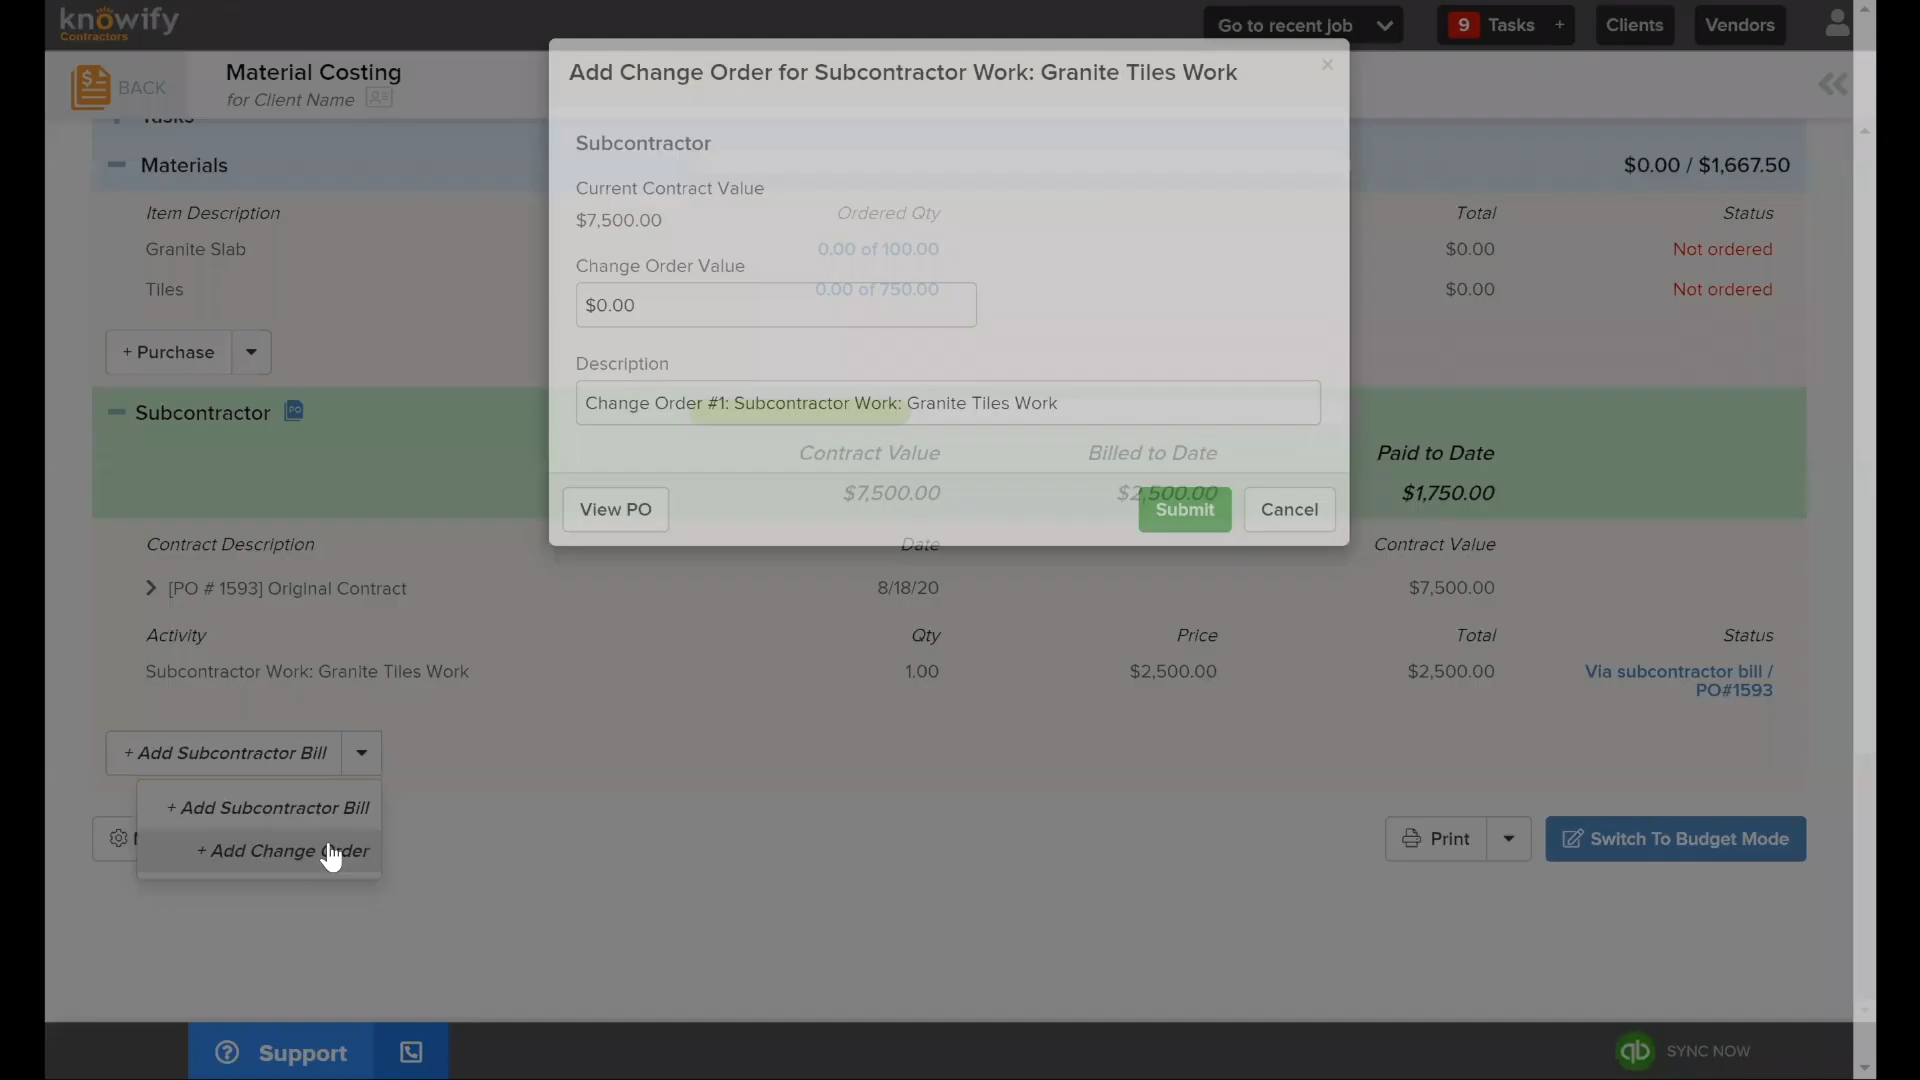 knowify
Contractors
Go to recent job
9 Tasks +
Clients
Vendors
BACK
Material Costing
for Client Name
Add Change Order for Subcontractor Work: Granite Tiles Work
×
Tasks
Materials
$0.00 / $1,667.50
Subcontractor
Current Contract Value
$7,500.00
Change Order Value
$0.00
Description
Change Order #1: Subcontractor Work: Granite Tiles Work
View PO
Submit
Cancel
Item Description
Ordered Qty
Total
Status
Granite Slab
0.00 of 100.00
$0.00
Not ordered
Tiles
0.00 of 750.00
$0.00
Not ordered
+ Purchase
Subcontractor PO
Contract Value
Billed to Date
Paid to Date
$7,500.00
$2,500.00
$1,750.00
Contract Description
Date
Contract Value
[PO # 1593] Original Contract
8/18/20
$7,500.00
Activity
Qty
Price
Total
Status
Subcontractor Work: Granite Tiles Work
1.00
$2,500.00
$2,500.00
Via subcontractor bill /
PO#1593
+ Add Subcontractor Bill
+ Add Subcontractor Bill
+ Add Change Order
Print
Switch To Budget Mode
Support
qb SYNC NOW